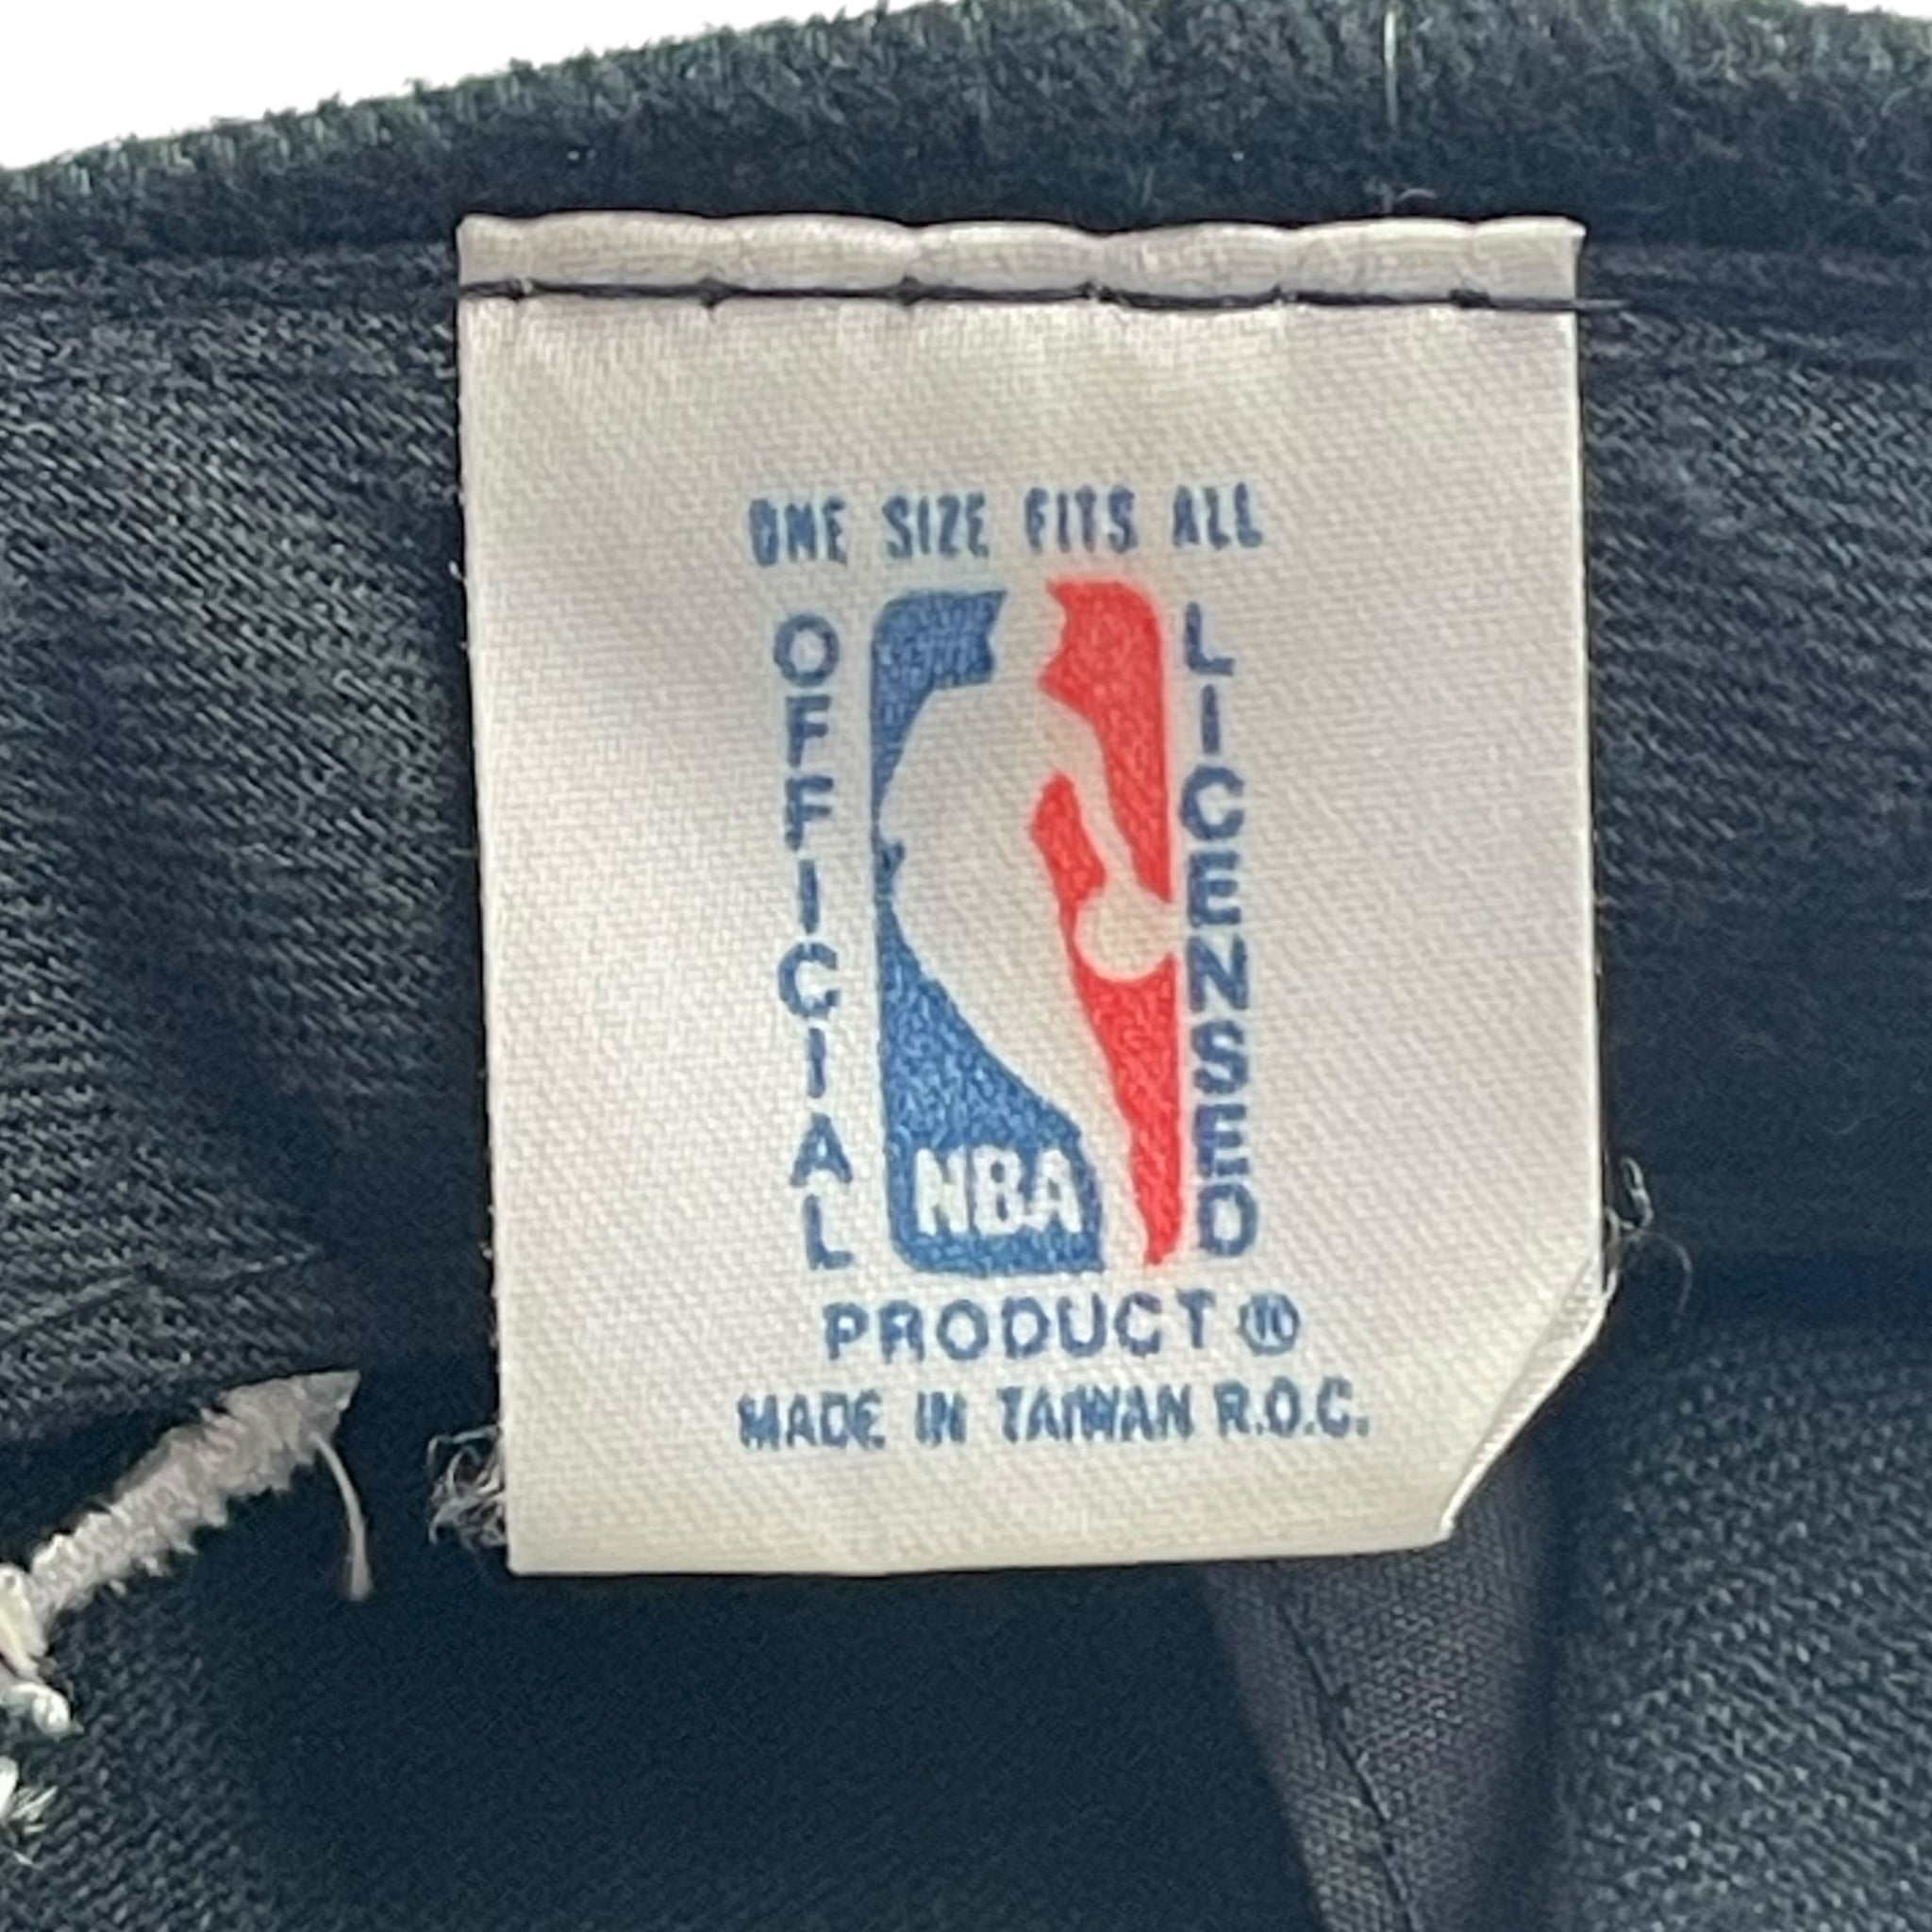 ONE SIZE FITS ALL
OFFICIAL
LICENSED
NBA
PRODUCT ®
MADE IN TAIWAN R.O.C.